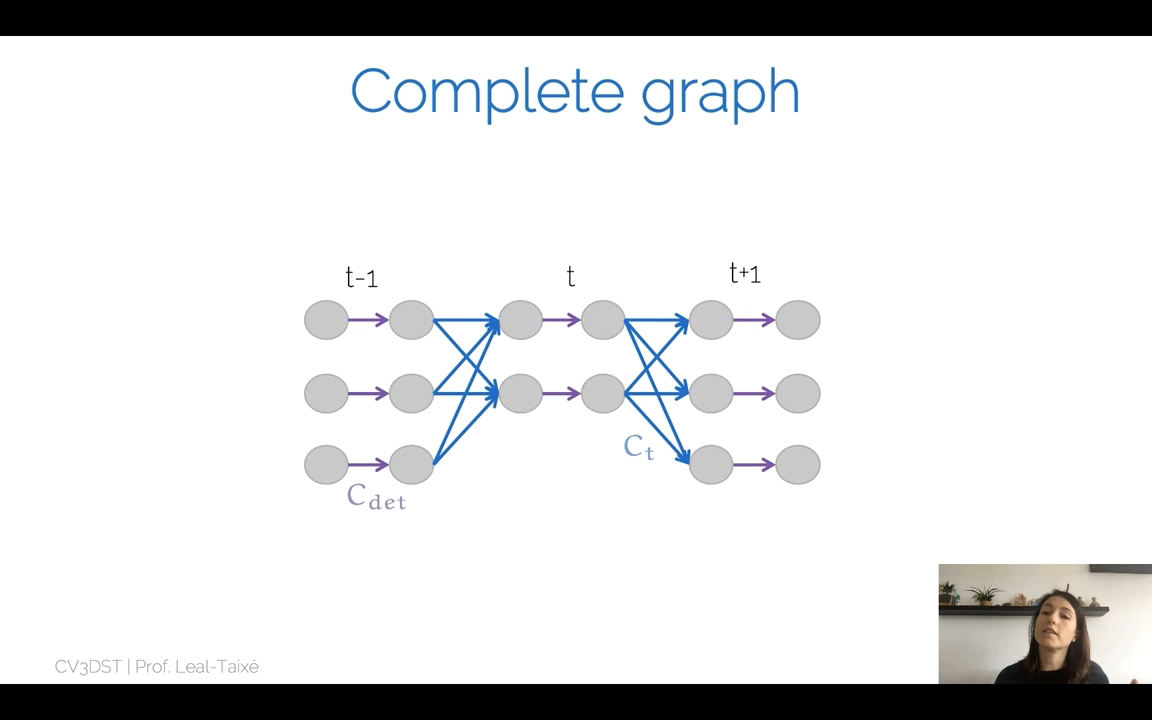 Complete graph
t-1
t
t+1
Ct
Cdet
CV3DST | Prof. Leal-Taixé